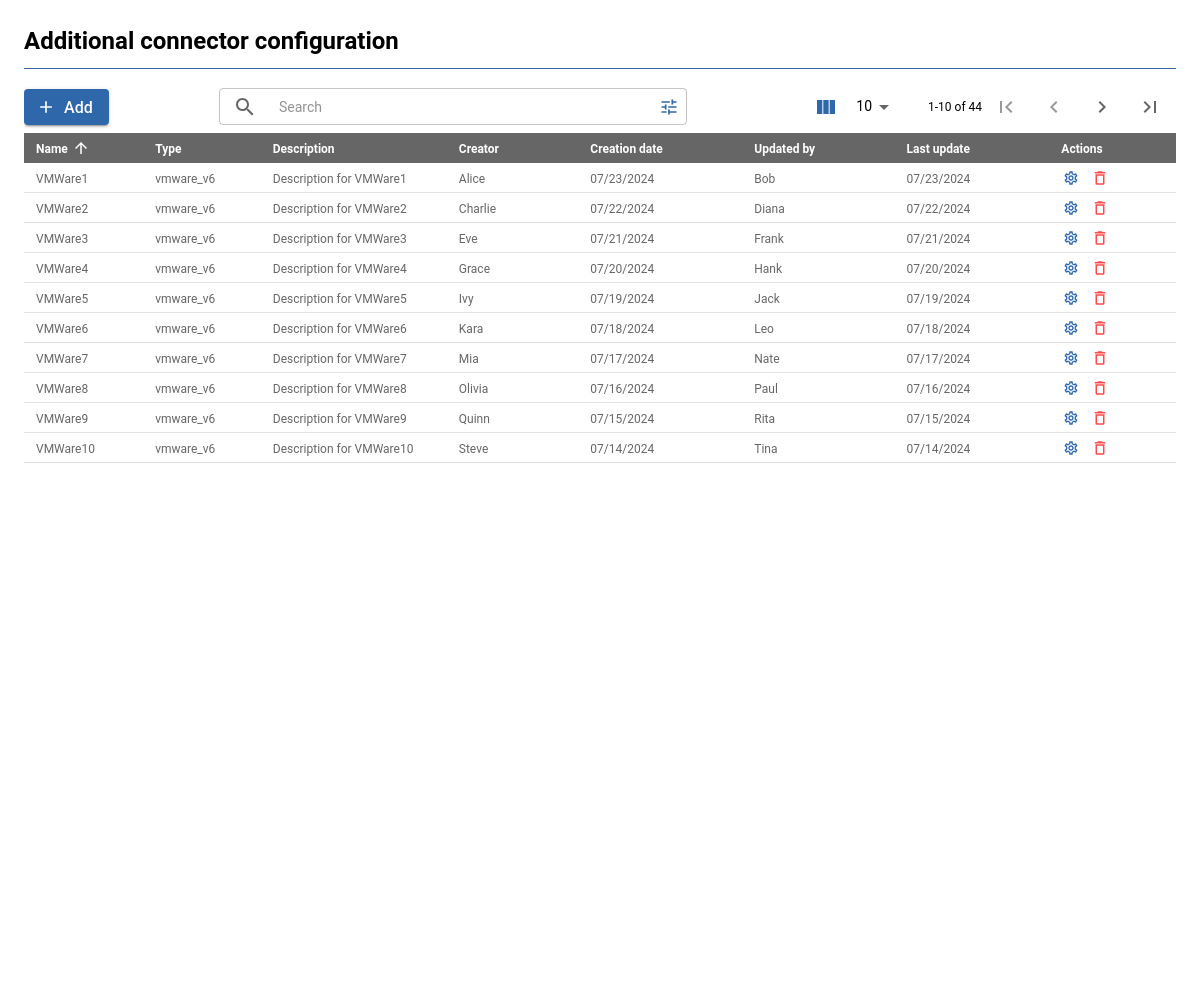 Additional connector configuration
Add
Search
10
1-10 of 44
Name Type Description Creator Creation date Updated by Last update Actions
VMWare1 vmware_v6 Description for VMWare1 Alice 07/23/2024 Bob 07/23/2024
VMWare2 vmware_v6 Description for VMWare2 Charlie 07/22/2024 Diana 07/22/2024
VMWare3 vmware_v6 Description for VMWare3 Eve 07/21/2024 Frank 07/21/2024
VMWare4 vmware_v6 Description for VMWare4 Grace 07/20/2024 Hank 07/20/2024
VMWare5 vmware_v6 Description for VMWare5 Ivy 07/19/2024 Jack 07/19/2024
VMWare6 vmware_v6 Description for VMWare6 Kara 07/18/2024 Leo 07/18/2024
VMWare7 vmware_v6 Description for VMWare7 Mia 07/17/2024 Nate 07/17/2024
VMWare8 vmware_v6 Description for VMWare8 Olivia 07/16/2024 Paul 07/16/2024
VMWare9 vmware_v6 Description for VMWare9 Quinn 07/15/2024 Rita 07/15/2024
VMWare10 vmware_v6 Description for VMWare10 Steve 07/14/2024 Tina 07/14/2024